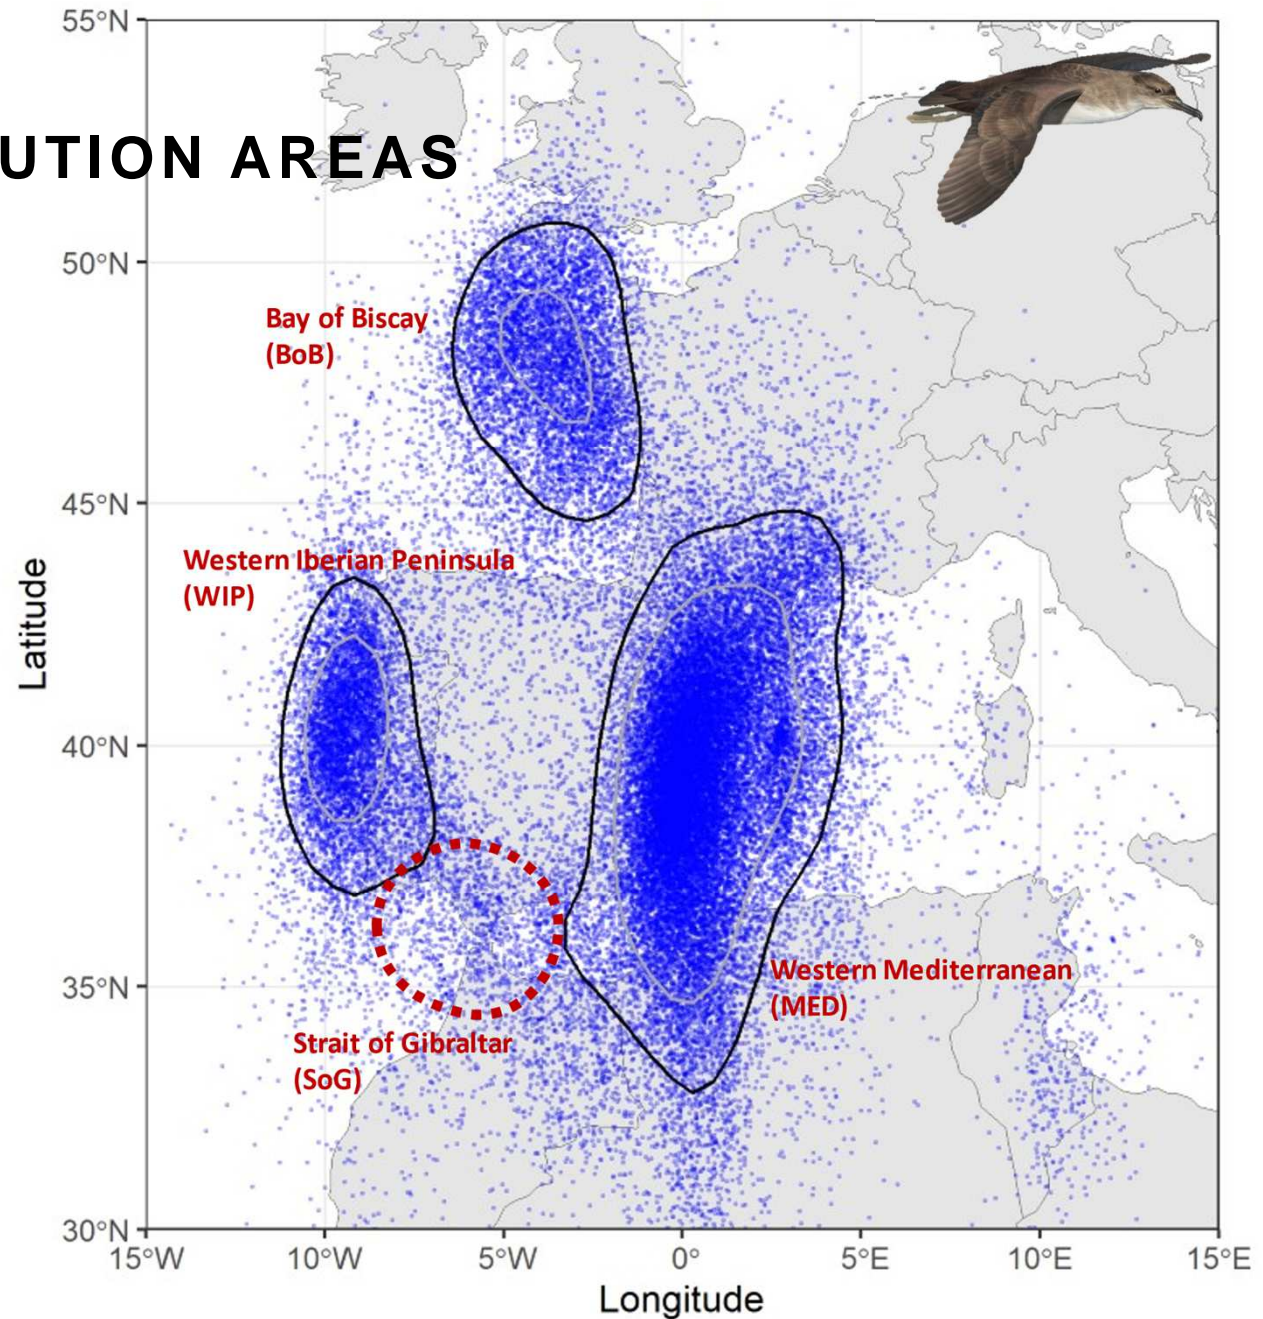 55°N
UTION AREAS
50°N
Bay of Biscay
(BoB)
45°N
Western Iberian Peninsula
(WIP)
Latitude
40°N
35°N
Western Mediterranean
(MED)
Strait of Gibraltar
(SoG)
30°N
15°W 10°W 5°W 0° 5°E 10°E 15°E
Longitude